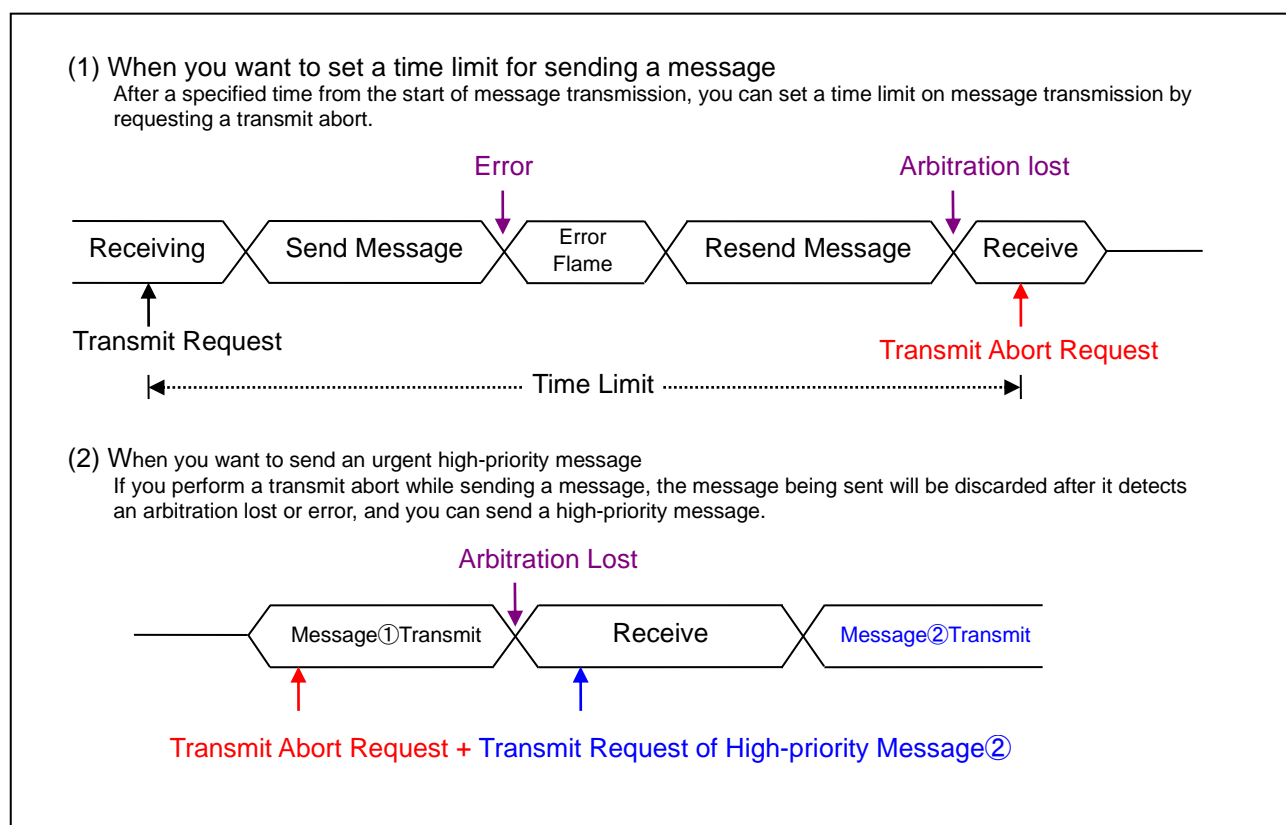 (1) When you want to set a time limit for sending a message
After a specified time from the start of message transmission, you can set a time limit on message transmission by
requesting a transmit abort.
Error
Arbitration lost
Receiving
Send Message
Error
Flame
Resend Message
Receive
Transmit Request
Transmit Abort Request
Time Limit
(2) When you want to send an urgent high-priority message
If you perform a transmit abort while sending a message, the message being sent will be discarded after it detects
an arbitration lost or error, and you can send a high-priority message.
Arbitration Lost
Message①Transmit
Receive
Message②Transmit
Transmit Abort Request + Transmit Request of High-priority Message②